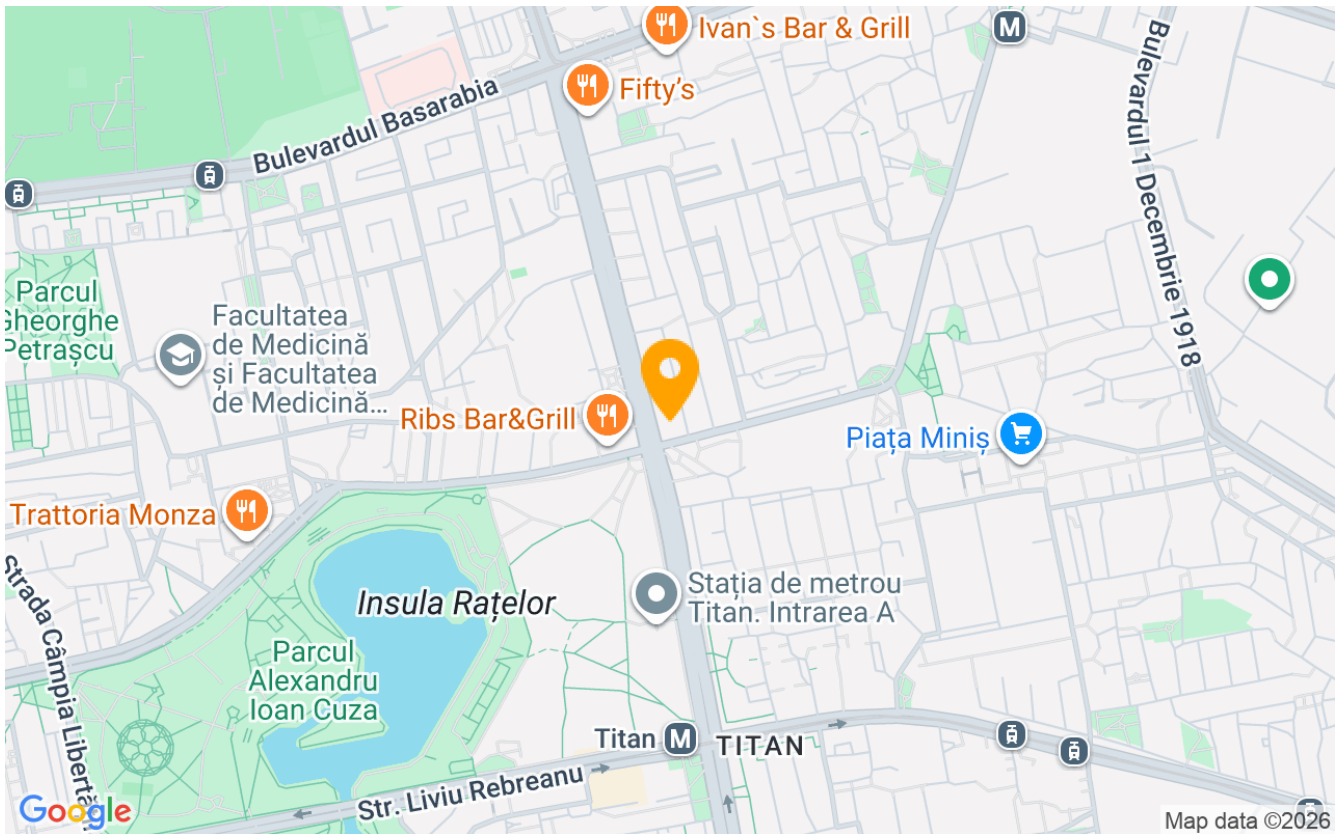 Ivan`s Bar & Grill
M
Fifty's
Bulevardul Basarabia
Bulevardul 1 Decembrie 1918
Parcul
Gheorghe
Petrașcu
Facultatea
de Medicină
și Facultatea
de Medicină...
Ribs Bar&Grill
Piața Miniș
Trattoria Monza
Strada Câmpia
Insula Rațelor
Stația de metrou
Titan. Intrarea A
Parcul
Alexandru
Ioan Cuza
Titan M
TITAN
Str. Liviu Rebreanu
Google
Map data ©2026